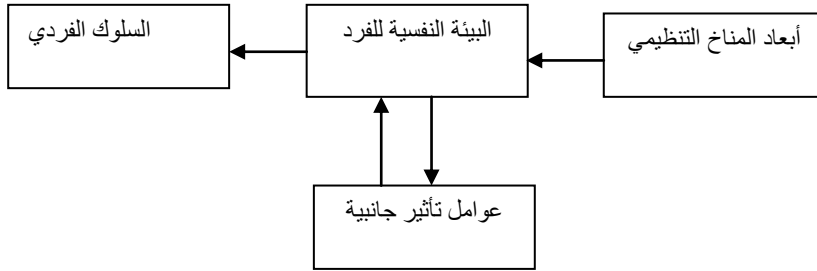 أبعاد المناخ التنظيمي
البيئة النفسية للفرد
السلوك الفردي
عوامل تأثير جانبية